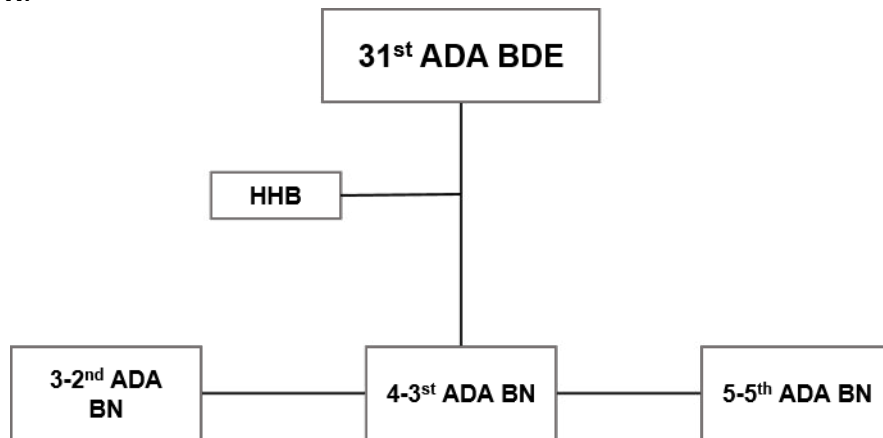 31st ADA BDE
HHB
3-2nd ADA
BN
4-3st ADA BN
5-5th ADA BN